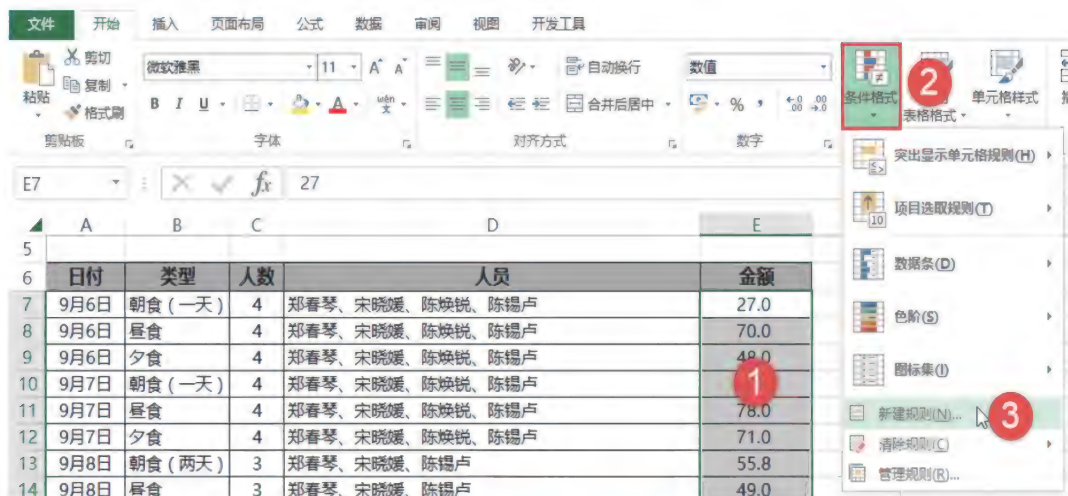 文件 开始 插入 页面布局 公式 数据 审阅 视图 开发工具
剪切
微软雅黑 11 A A 自动换行 数值
复制
粘贴 格式刷 B I U A wén 文 合并后居中 % , .0 .00 .00 .0 条件格式 2 表格格式 单元格样式
剪贴板 字体 对齐方式 数字
突出显示单元格规则(H)
E7 fx 27
项目选取规则(T)
A B C D E
5
数据条(D)
6 日付 类型 人数 人员 金额
7 9月6日 朝食(一天) 4 郑春琴、宋晓媛、陈焕锐、陈锡卢 27.0
色阶(S)
8 9月6日 昼食 4 郑春琴、宋晓媛、陈焕锐、陈锡卢 70.0
9 9月6日 夕食 4 郑春琴、宋晓媛、陈焕锐、陈锡卢 48.0
图标集(I)
10 9月7日 朝食(一天) 4 郑春琴、宋晓媛、陈焕锐、陈锡卢 1
11 9月7日 昼食 4 郑春琴、宋晓媛、陈焕锐、陈锡卢 78.0
新建规则(N)... 3
12 9月7日 夕食 4 郑春琴、宋晓媛、陈焕锐、陈锡卢 71.0
清除规则(C)
13 9月8日 朝食(两天) 3 郑春琴、宋晓媛、陈锡卢 55.8
管理规则(R)...
14 9月8日 昼食 3 郑春琴、宋晓媛、陈锡卢 49.0